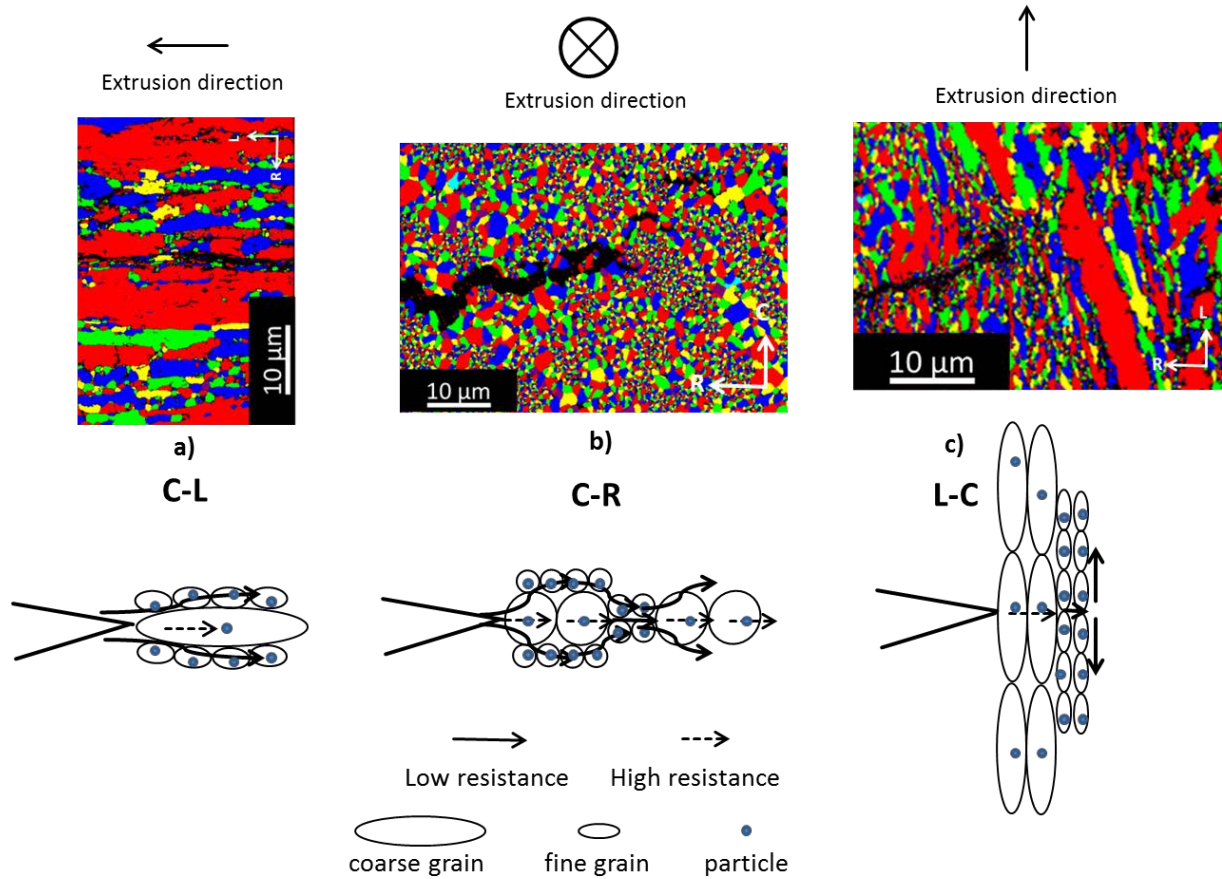 Extrusion direction
Extrusion direction
Extrusion direction
L
R
10 µm
C
R
10 µm
L
R
10 µm
a)
b)
c)
C-L
C-R
L-C
Low resistance
High resistance
coarse grain
fine grain
particle